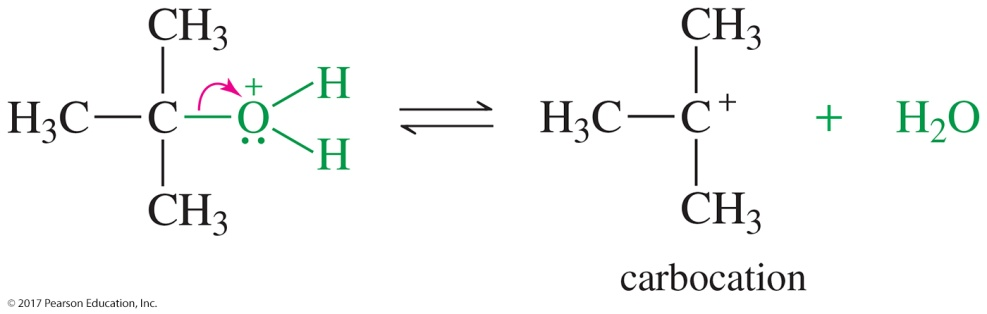 CH₃ CH₃
H₃C C O⁺ H H ⇌ H₃C C⁺ + H₂O
CH₃ CH₃
carbocation
© 2017 Pearson Education, Inc.